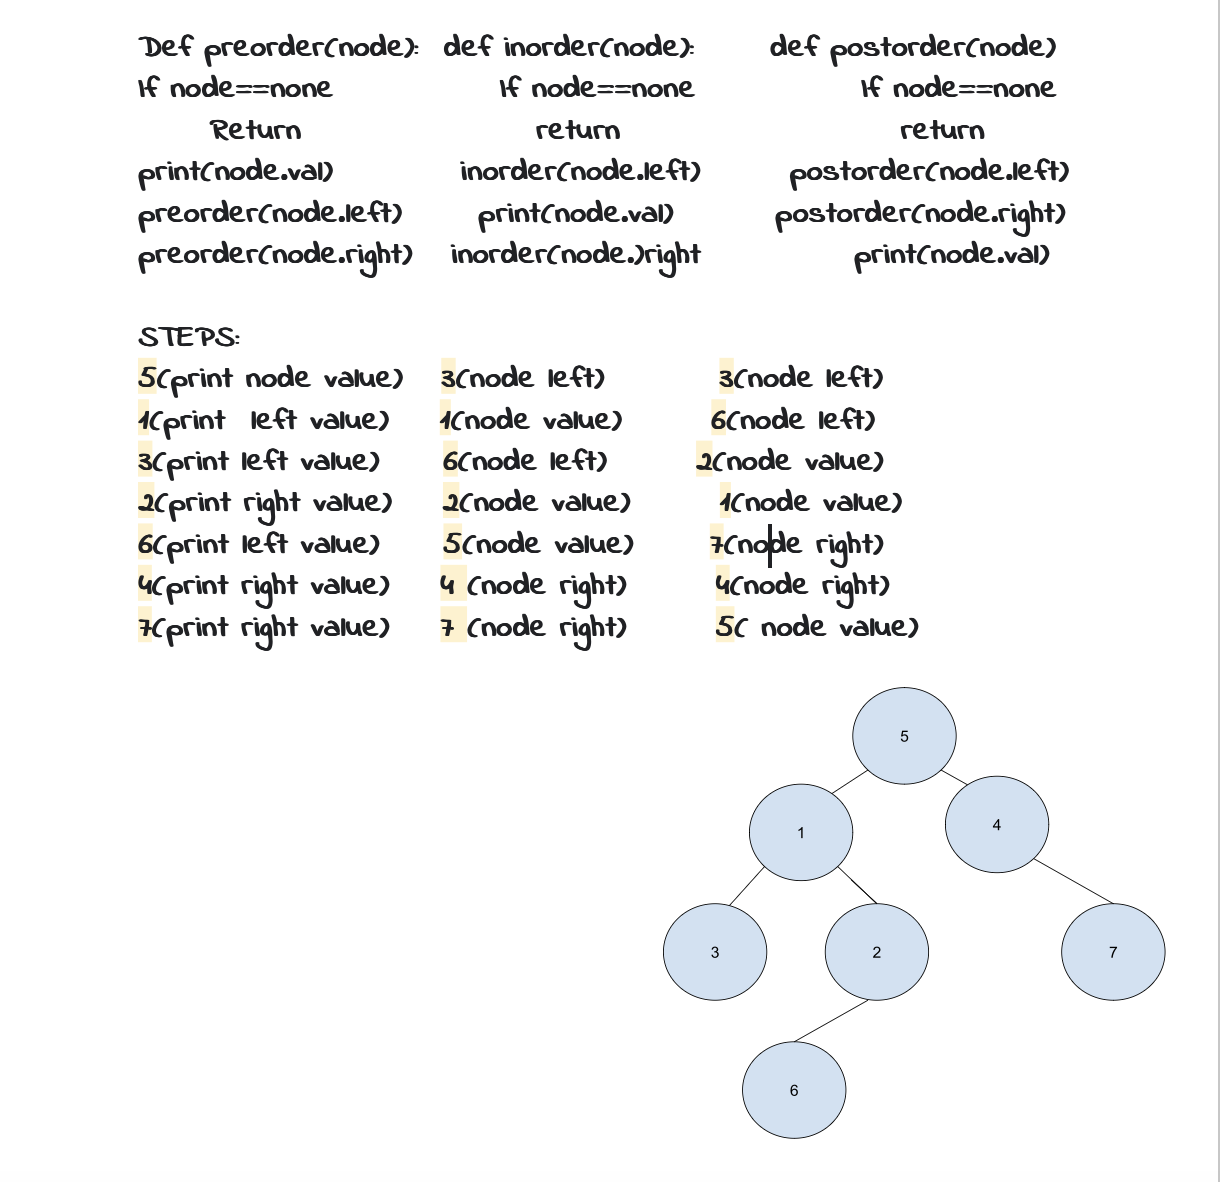 Def preorder(node): def inorder(node): def postorder(node)
If node==none If node==none If node==none
Return return return
print(node.val) inorder(node.left) postorder(node.left)
preorder(node.left) print(node.val) postorder(node.right)
preorder(node.right) inorder(node.)right print(node.val)
STEPS:
5(print node value) 3(node left) 3(node left)
1(print left value) 1(node value) 6(node left)
3(print left value) 6(node left) 2(node value)
2(print right value) 2(node value) 1(node value)
6(print left value) 5(node value) 7(node right)
4(print right value) 4 (node right) 4(node right)
7(print right value) 7 (node right) 5( node value)
5
1 4
3 2 7
6